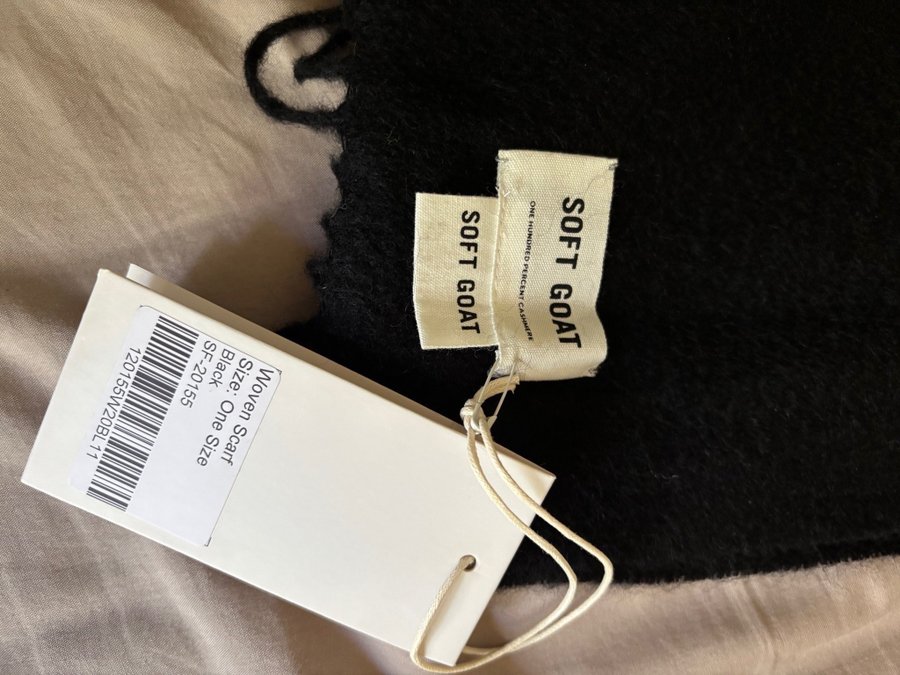 SOFT GOAT
ONE HUNDRED PERCENT CASHMERE
SOFT GOAT
Woven Scarf
Size: One Size
Black
SF-20155
120155W20BL11